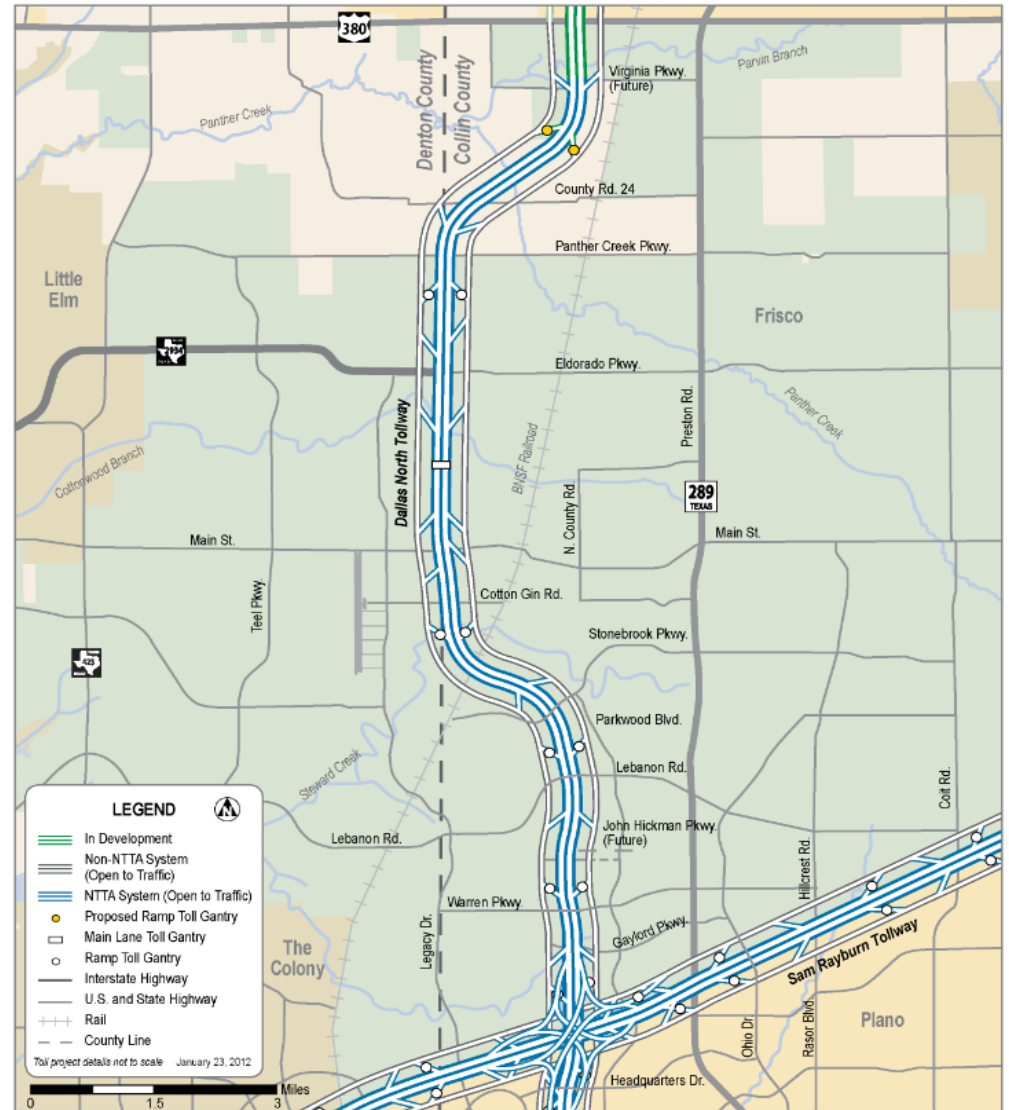 380
Denton County
Collin County
Virginia Pkwy.
(Future)
Parvin Branch
Panther Creek
County Rd. 24
Panther Creek Pkwy.
Little
Elm
Frisco
Eldorado Pkwy.
Preston Rd.
Panther Creek
Dallas North Tollway
BNSF Railroad
Cottonwood Branch
N. County Rd.
289
TEXAS
Main St.
Main St.
Teel Pkwy.
Cotton Gin Rd.
Stonebrook Pkwy.
423
Parkwood Blvd.
Steward Creek
Lebanon Rd.
Coit Rd.
Lebanon Rd.
John Hickman Pkwy.
(Future)
Hillcrest Rd.
Warren Pkwy.
Legacy Dr.
Gaylord Pkwy.
The
Colony
Sam Rayburn Tollway
Plano
Ohio Dr.
Rasor Blvd.
Headquarters Dr.
LEGEND
N
In Development
Non-NTTA System
(Open to Traffic)
NTTA System (Open to Traffic)
Proposed Ramp Toll Gantry
Main Lane Toll Gantry
Ramp Toll Gantry
Interstate Highway
U.S. and State Highway
Rail
County Line
Toll project details not to scale January 23, 2012
Miles
0 1.5 3